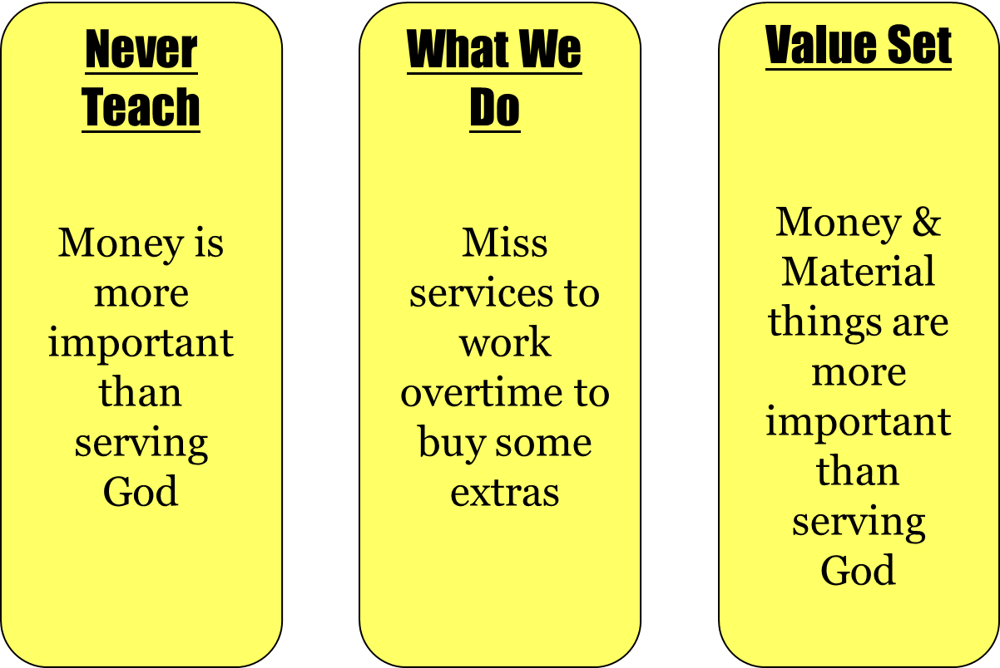 Never
Teach
Money is
more
important
than
serving
God
What We
Do
Miss
services to
work
overtime to
buy some
extras
Value Set
Money &
Material
things are
more
important
than
serving
God